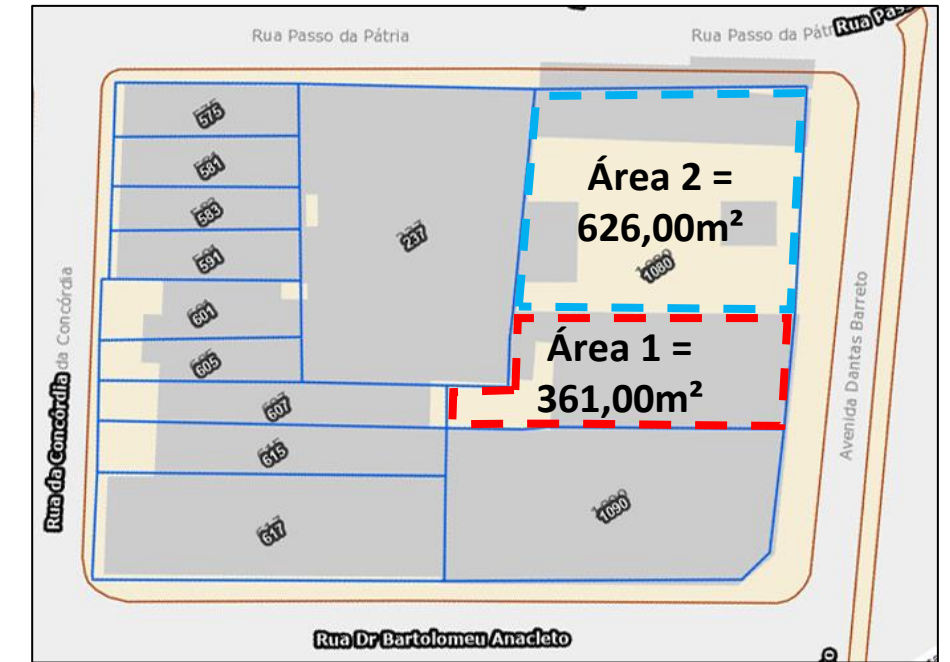 Rua Passo da Pátria
Rua Passo da Pátria
Rua Pas
575
581
583
591
601
605
607
615
617
237
Área 2 =
626,00m²
1080
Área 1 =
361,00m²
1090
Rua da Concórdia
da Concórdia
Avenida Dantas Barreto
Rua Dr Bartolomeu Anacleto